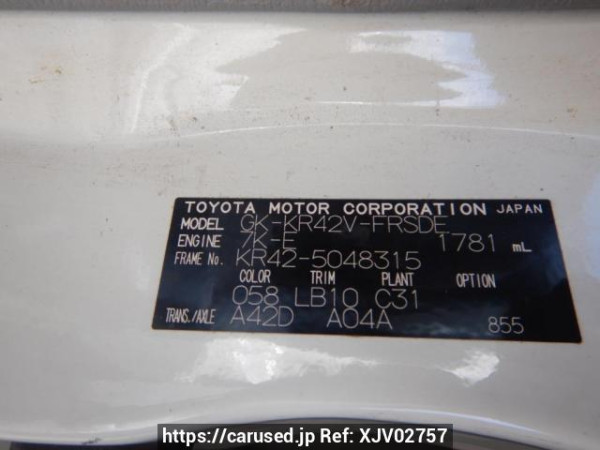 TOYOTA MOTOR CORPORATION JAPAN
MODEL GK-KR42V-FRSDE
ENGINE 7K-E 1781 mL
FRAME No. KR42-5048315
COLOR TRIM PLANT OPTION
058 LB10 C31
TRANS./AXLE A42D A04A 855
https://carused.jp Ref: XJV02757